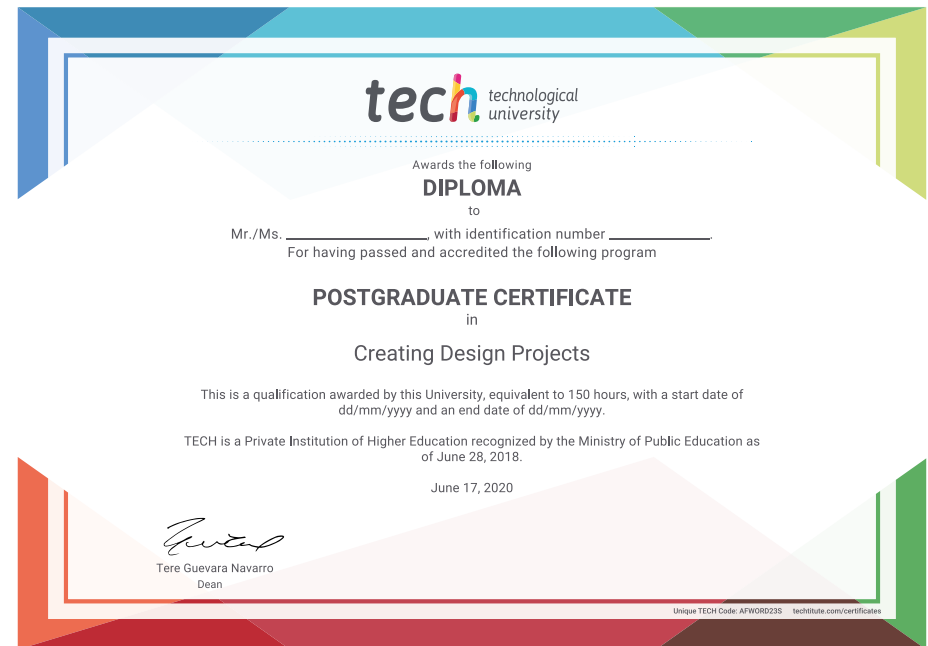 tech technological
university
Awards the following
DIPLOMA
to
Mr./Ms. ____________________, with identification number ______________.
For having passed and accredited the following program
POSTGRADUATE CERTIFICATE
in
Creating Design Projects
This is a qualification awarded by this University, equivalent to 150 hours, with a start date of
dd/mm/yyyy and an end date of dd/mm/yyyy.
TECH is a Private Institution of Higher Education recognized by the Ministry of Public Education as
of June 28, 2018.
June 17, 2020
Tere Guevara Navarro
Dean
Unique TECH Code: AFWORD23S techtitute.com/certificates